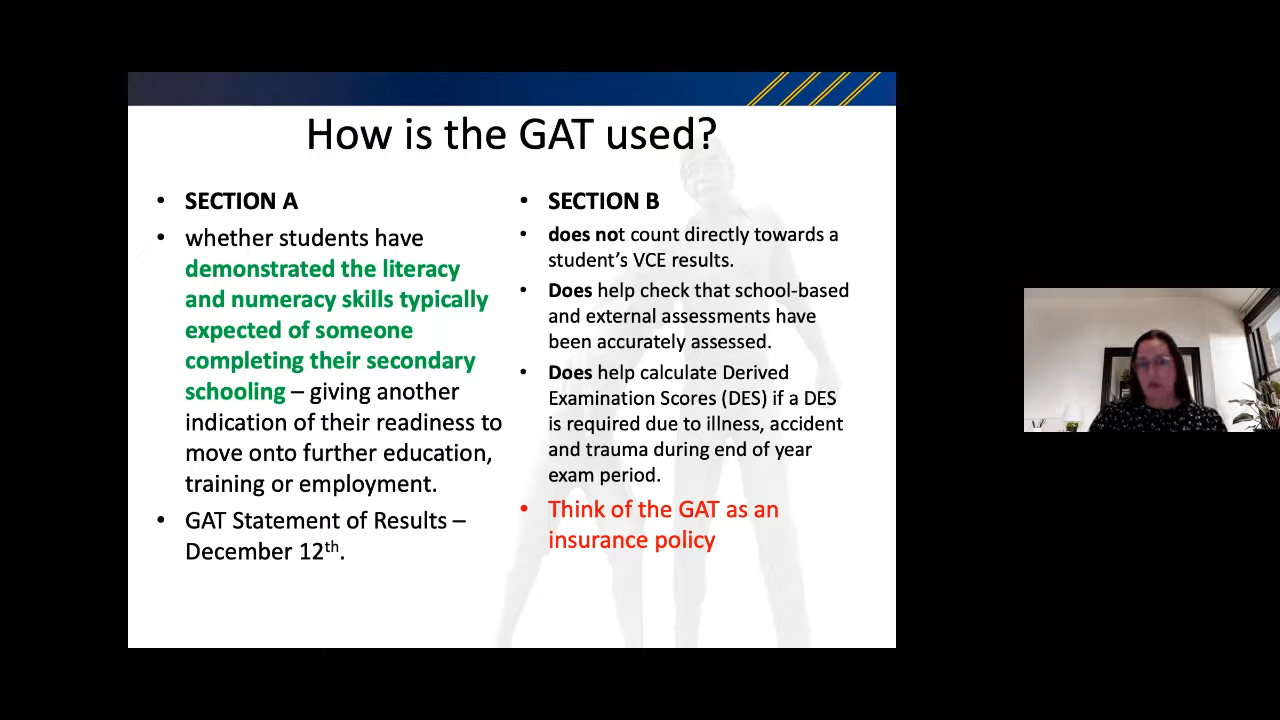 How is the GAT used?
• SECTION A
• whether students have
demonstrated the literacy
and numeracy skills typically
expected of someone
completing their secondary
schooling – giving another
indication of their readiness to
move onto further education,
training or employment.
• GAT Statement of Results –
December 12th.
• SECTION B
• does not count directly towards a
student’s VCE results.
• Does help check that school-based
and external assessments have
been accurately assessed.
• Does help calculate Derived
Examination Scores (DES) if a DES
is required due to illness, accident
and trauma during end of year
exam period.
• Think of the GAT as an
insurance policy